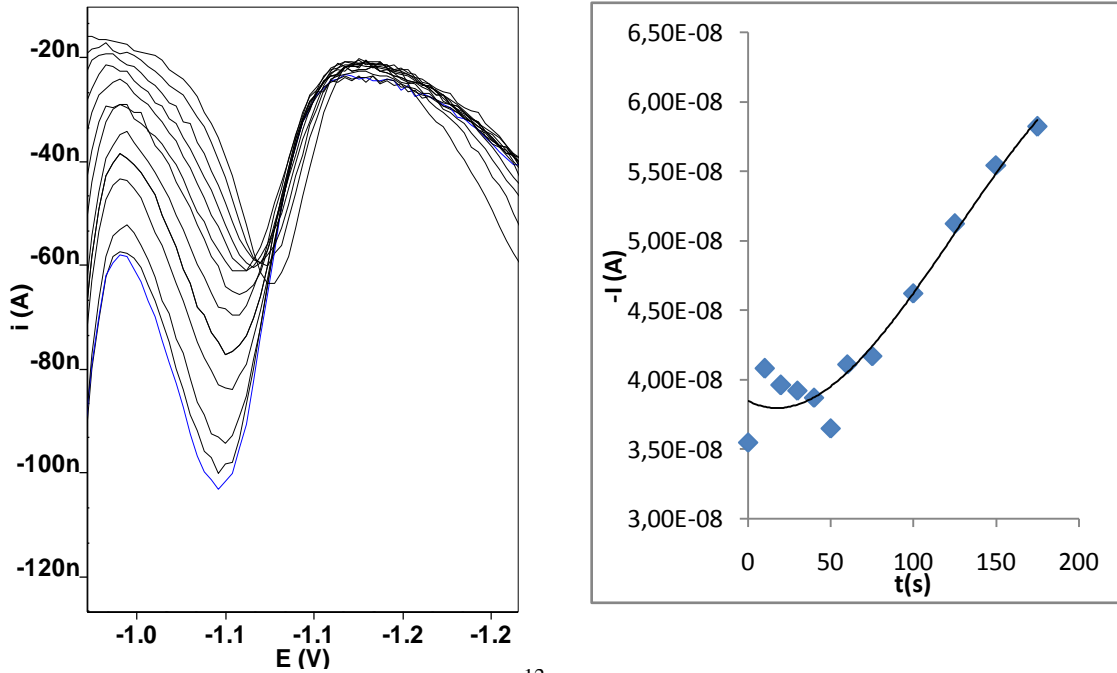 -20n
-40n
-60n
-80n
-100n
-120n
i (A)
-1.0 -1.1 -1.1 -1.2 -1.2
E (V)
6,50E-08
6,00E-08
5,50E-08
5,00E-08
4,50E-08
4,00E-08
3,50E-08
3,00E-08
-I (A)
0 50 100 150 200
t(s)
12